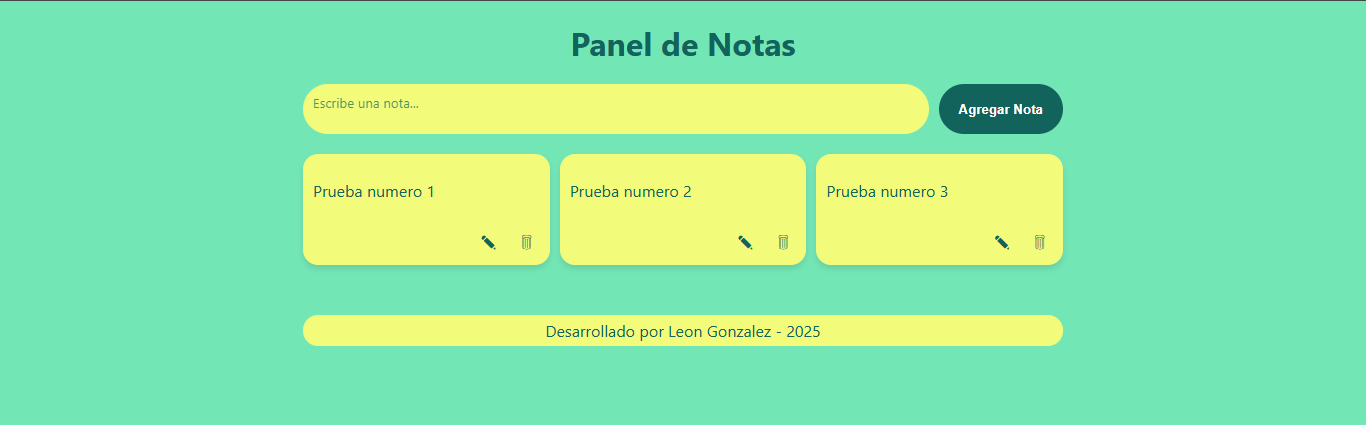 Panel de Notas
Escribe una nota...
Agregar Nota
Prueba numero 1
Prueba numero 2
Prueba numero 3
Desarrollado por Leon Gonzalez - 2025